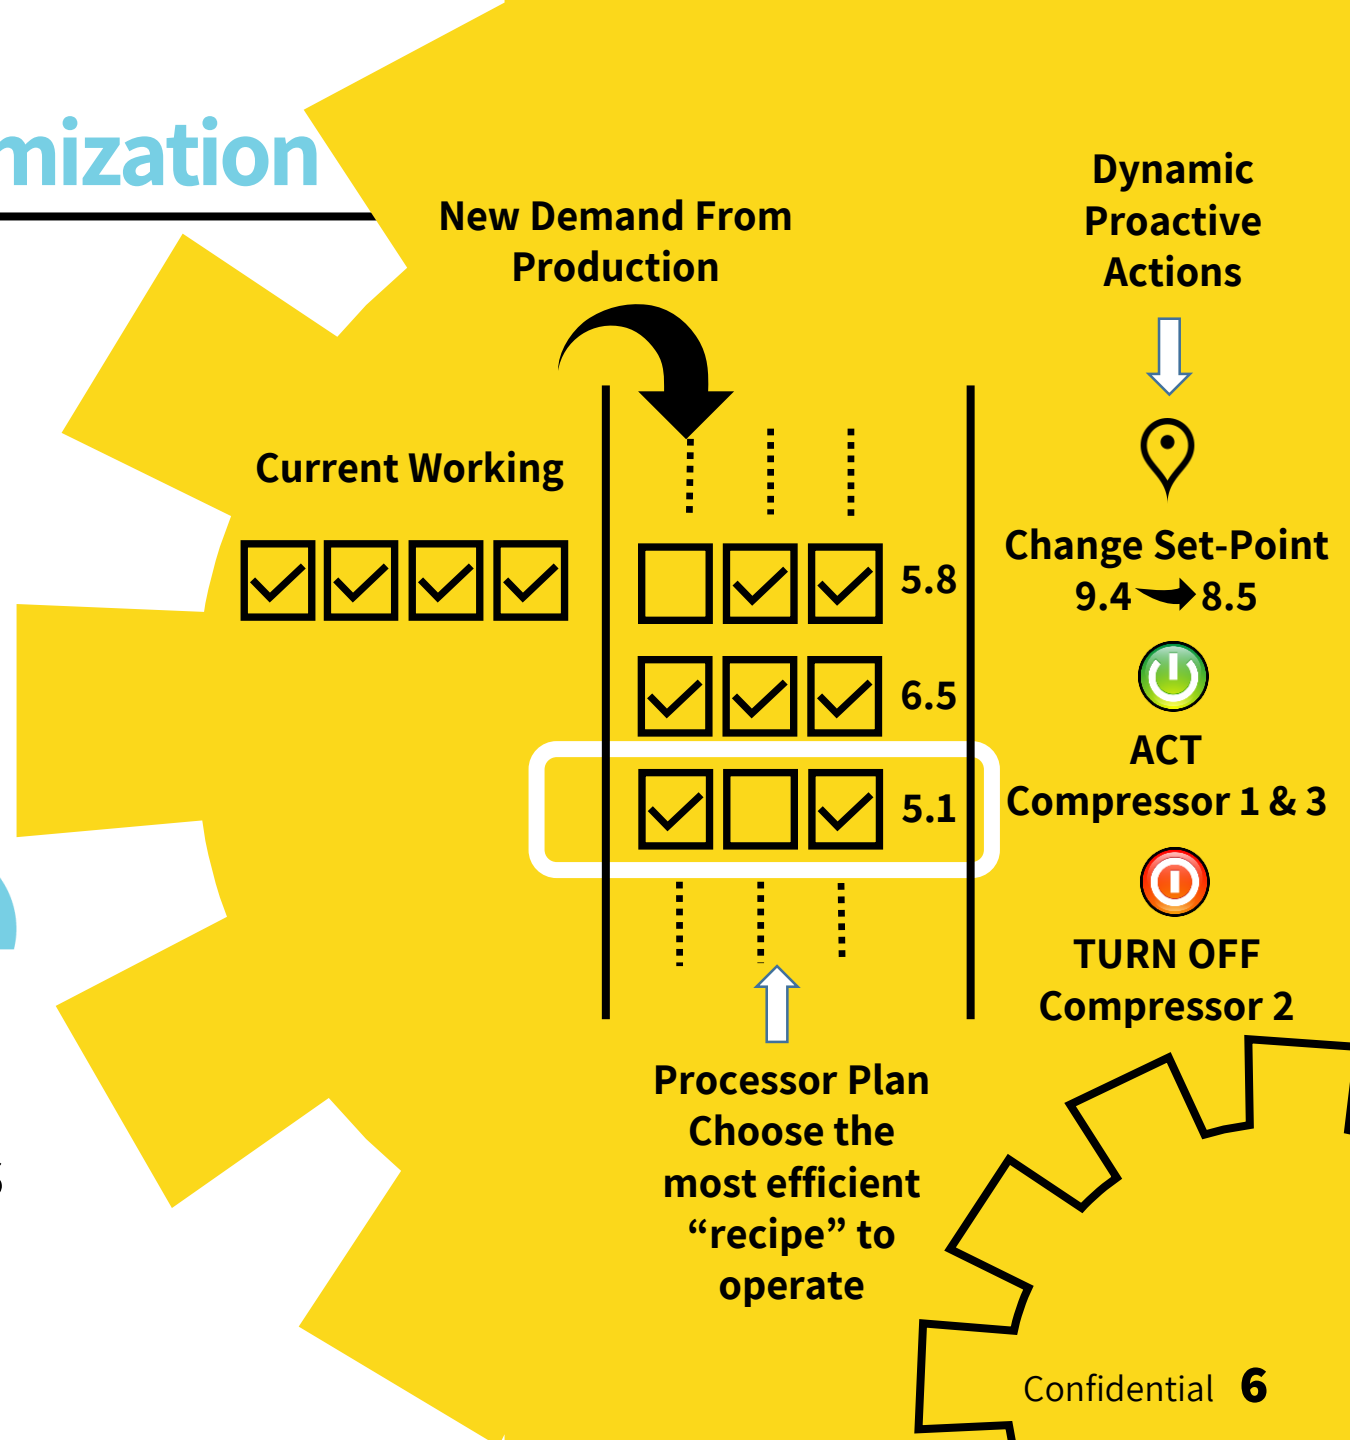 mization
New Demand From
Production
Current Working
5.8
6.5
5.1
Processor Plan
Choose the
most efficient
“recipe” to
operate
Dynamic
Proactive
Actions
Change Set-Point
9.4 8.5
ACT
Compressor 1 & 3
TURN OFF
Compressor 2
Confidential 6